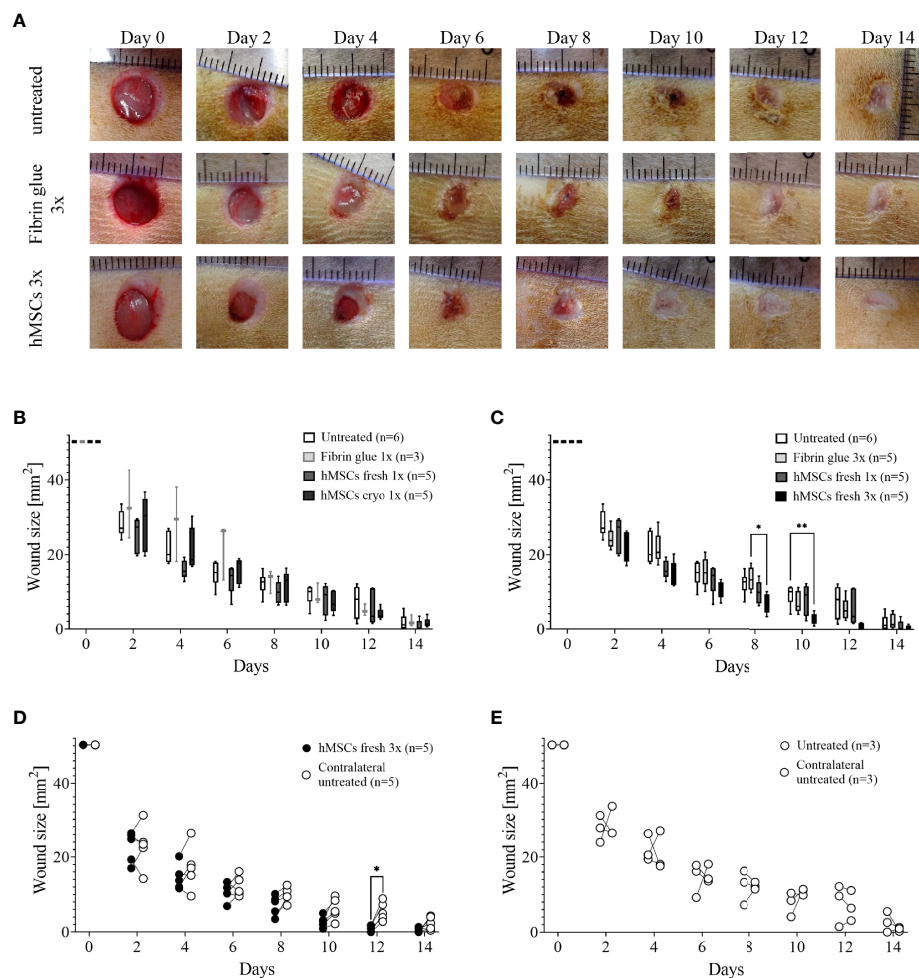 A
Day 0 Day 2 Day 4 Day 6 Day 8 Day 10 Day 12 Day 14
untreated
Fibrin glue
3x
hMSCs 3x
B
Wound size [mm²]
40
20
0
0 2 4 6 8 10 12 14
Days
Untreated (n=6)
Fibrin glue 1x (n=3)
hMSCs fresh 1x (n=5)
hMSCs cryo 1x (n=5)
C
Wound size [mm²]
40
20
0
0 2 4 6 8 10 12 14
Days
Untreated (n=6)
Fibrin glue 3x (n=5)
hMSCs fresh 1x (n=5)
hMSCs fresh 3x (n=5)
* **
D
Wound size [mm²]
40
20
0
0 2 4 6 8 10 12 14
Days
hMSCs fresh 3x (n=5)
Contralateral
untreated (n=5)
*
E
Wound size [mm²]
40
20
0
0 2 4 6 8 10 12 14
Days
Untreated (n=3)
Contralateral
untreated (n=3)